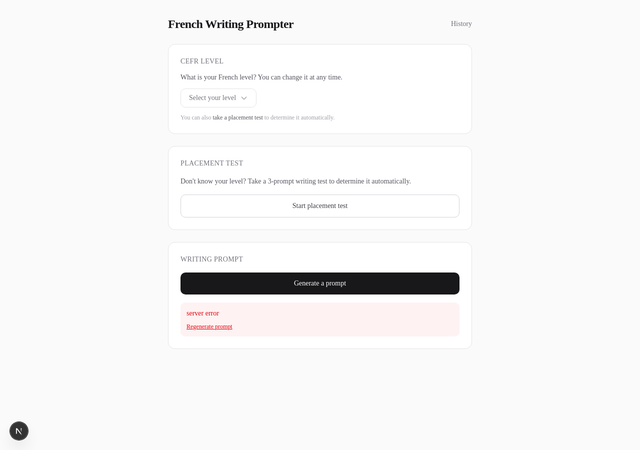 French Writing Prompter
History
CEFR LEVEL
What is your French level? You can change it at any time.
Select your level
You can also take a placement test to determine it automatically.
PLACEMENT TEST
Don't know your level? Take a 3-prompt writing test to determine it automatically.
Start placement test
WRITING PROMPT
Generate a prompt
server error
Regenerate prompt
N